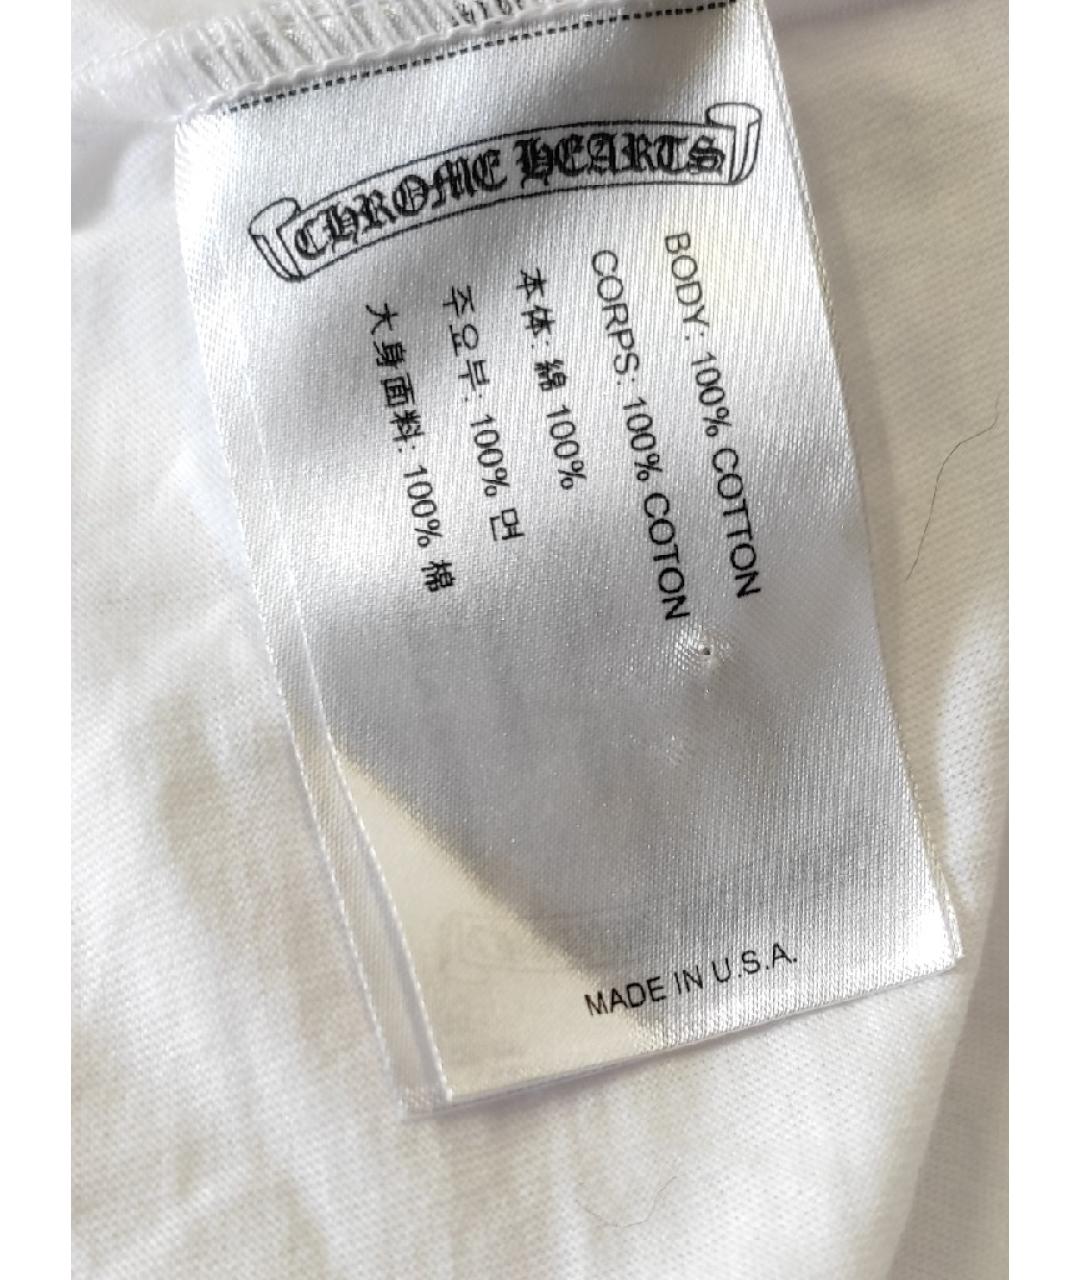 CHROME HEARTS
BODY: 100% COTTON
CORPS: 100% COTON
本体: 綿 100%
주요부: 100% 면
大身面料: 100% 棉
MADE IN U.S.A.